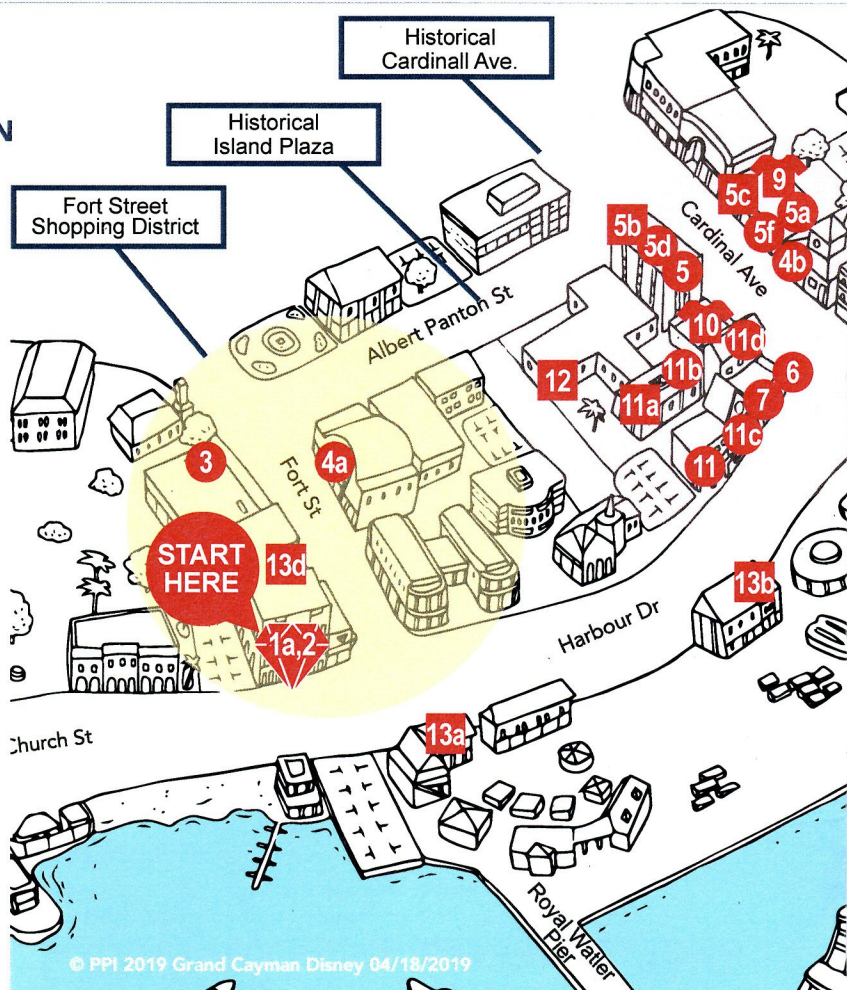 Historical
Cardinall Ave.
N
Historical
Island Plaza
Fort Street
Shopping District
9
5c
5a
5b
5f
5d
4b
5
Cardinal Ave
Albert Panton St
10
11d
11b
6
12
7
11a
11c
3
4a
11
Fort St
START
HERE
13d
13b
1a,2
Harbour Dr
13a
Church St
Royal Watler
Pier
© PPI 2019 Grand Cayman Disney 04/18/2019